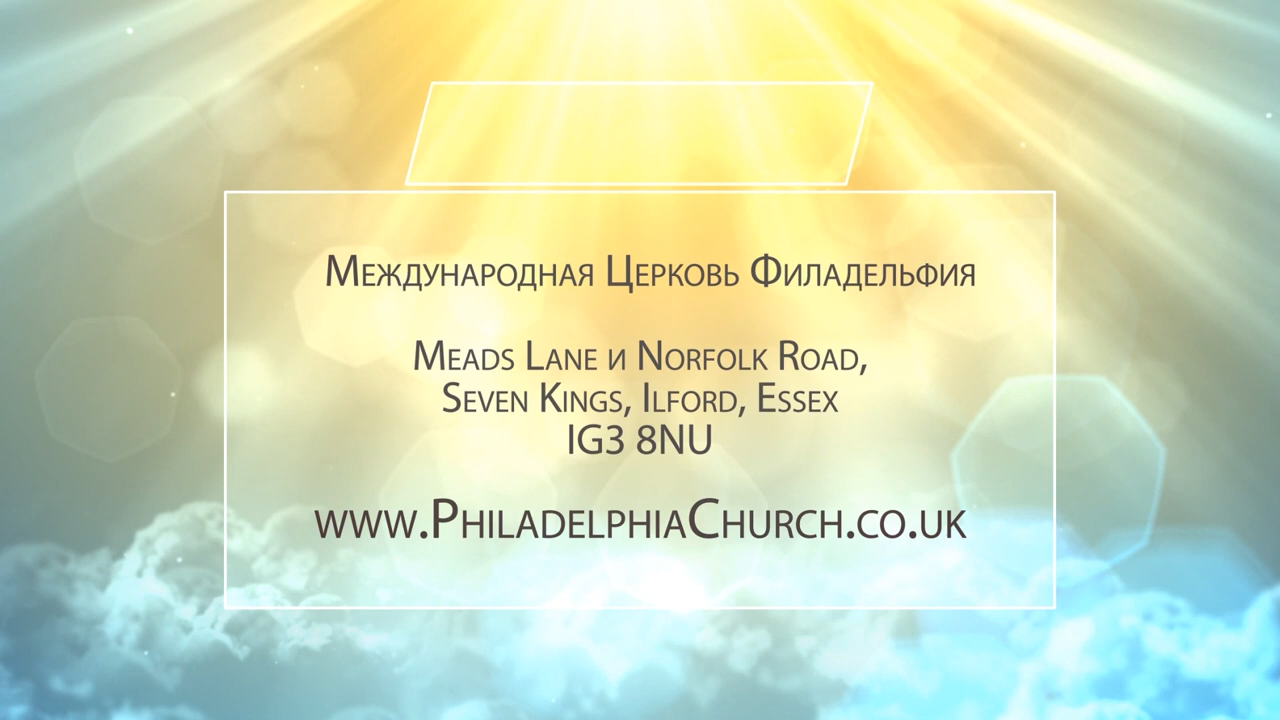 Международная Церковь Филадельфия
Meads Lane и Norfolk Road,
Seven Kings, Ilford, Essex
IG3 8NU
www.PhiladelphiaChurch.co.uk